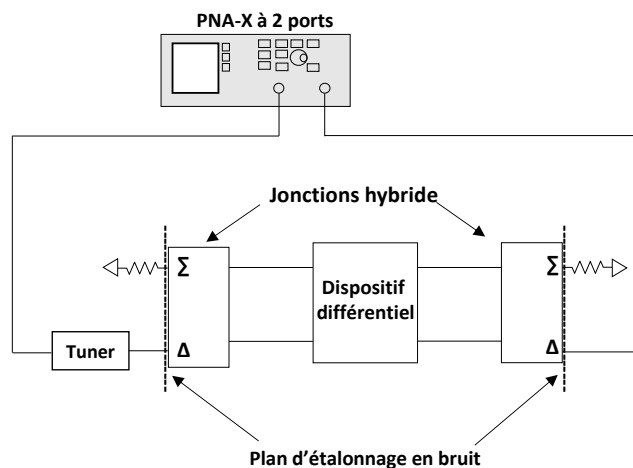 PNA-X à 2 ports
Jonctions hybride
Σ
Σ
Dispositif
différentiel
Tuner
Δ
Δ
Plan d'étalonnage en bruit